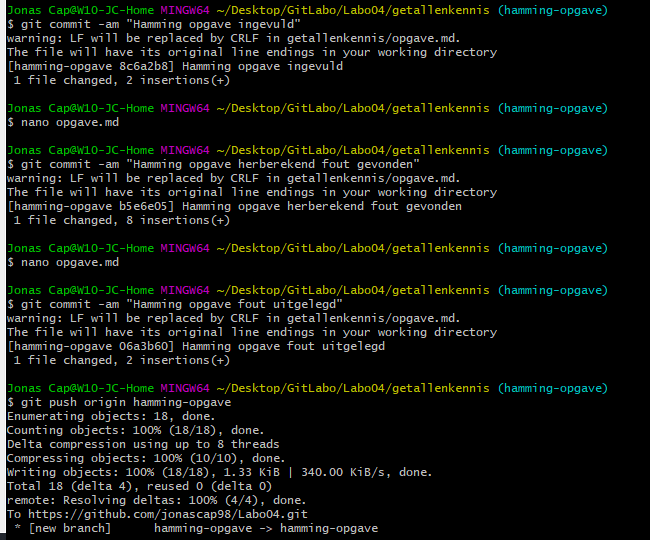 Jonas Cap@W10-JC-Home MINGW64 ~/Desktop/GitLabo/Labo04/getallenkennis (hamming-opgave)
$ git commit -am "Hamming opgave ingevuld"
warning: LF will be replaced by CRLF in getallenkennis/opgave.md.
The file will have its original line endings in your working directory
[hamming-opgave 8c6a2b8] Hamming opgave ingevuld
 1 file changed, 2 insertions(+)

Jonas Cap@W10-JC-Home MINGW64 ~/Desktop/GitLabo/Labo04/getallenkennis (hamming-opgave)
$ nano opgave.md

Jonas Cap@W10-JC-Home MINGW64 ~/Desktop/GitLabo/Labo04/getallenkennis (hamming-opgave)
$ git commit -am "Hamming opgave herberekend fout gevonden"
warning: LF will be replaced by CRLF in getallenkennis/opgave.md.
The file will have its original line endings in your working directory
[hamming-opgave b5e6e05] Hamming opgave herberekend fout gevonden
 1 file changed, 8 insertions(+)

Jonas Cap@W10-JC-Home MINGW64 ~/Desktop/GitLabo/Labo04/getallenkennis (hamming-opgave)
$ nano opgave.md

Jonas Cap@W10-JC-Home MINGW64 ~/Desktop/GitLabo/Labo04/getallenkennis (hamming-opgave)
$ git commit -am "Hamming opgave fout uitgelegd"
warning: LF will be replaced by CRLF in getallenkennis/opgave.md.
The file will have its original line endings in your working directory
[hamming-opgave 06a3b60] Hamming opgave fout uitgelegd
 1 file changed, 2 insertions(+)

Jonas Cap@W10-JC-Home MINGW64 ~/Desktop/GitLabo/Labo04/getallenkennis (hamming-opgave)
$ git push origin hamming-opgave
Enumerating objects: 18, done.
Counting objects: 100% (18/18), done.
Delta compression using up to 8 threads
Compressing objects: 100% (10/10), done.
Writing objects: 100% (18/18), 1.33 KiB | 340.00 KiB/s, done.
Total 18 (delta 4), reused 0 (delta 0)
remote: Resolving deltas: 100% (4/4), done.
To https://github.com/jonascap98/Labo04.git
 * [new branch]      hamming-opgave -> hamming-opgave